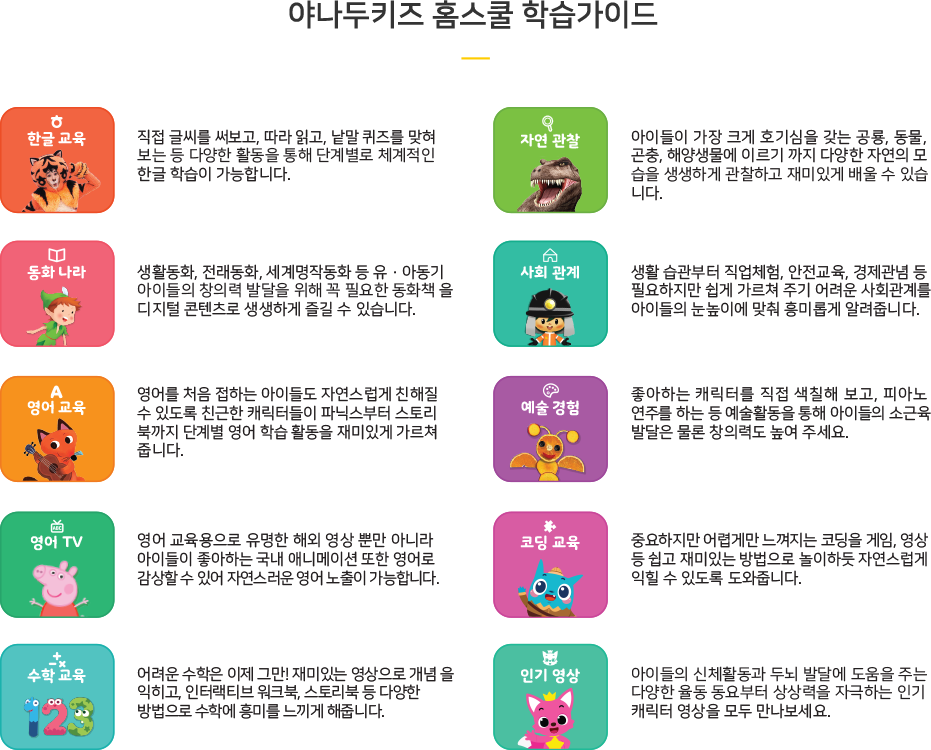 야나두키즈 홈스쿨 학습가이드
한글 교육
직접 글씨를 써보고, 따라 읽고, 낱말 퀴즈를 맞혀
보는 등 다양한 활동을 통해 단계별로 체계적인
한글 학습이 가능합니다.
자연 관찰
아이들이 가장 크게 호기심을 갖는 공룡, 동물,
곤충, 해양생물에 이르기 까지 다양한 자연의 모
습을 생생하게 관찰하고 재미있게 배울 수 있습
니다.
동화 나라
생활동화, 전래동화, 세계명작동화 등 유 · 아동기
아이들의 창의력 발달을 위해 꼭 필요한 동화책 을
디지털 콘텐츠로 생생하게 즐길 수 있습니다.
사회 관계
생활 습관부터 직업체험, 안전교육, 경제관념 등
필요하지만 쉽게 가르쳐 주기 어려운 사회관계를
아이들의 눈높이에 맞춰 흥미롭게 알려줍니다.
A
영어 교육
영어를 처음 접하는 아이들도 자연스럽게 친해질
수 있도록 친근한 캐릭터들이 파닉스부터 스토리
북까지 단계별 영어 학습 활동을 재미있게 가르쳐
줍니다.
예술 경험
좋아하는 캐릭터를 직접 색칠해 보고, 피아노
연주를 하는 등 예술활동을 통해 아이들의 소근육
발달은 물론 창의력도 높여 주세요.
ABC
영어 TV
영어 교육용으로 유명한 해외 영상 뿐만 아니라
아이들이 좋아하는 국내 애니메이션 또한 영어로
감상할 수 있어 자연스러운 영어 노출이 가능합니다.
코딩 교육
중요하지만 어렵게만 느껴지는 코딩을 게임, 영상
등 쉽고 재미있는 방법으로 놀이하듯 자연스럽게
익힐 수 있도록 도와줍니다.
수학 교육
123
어려운 수학은 이제 그만! 재미있는 영상으로 개념 을
익히고, 인터랙티브 워크북, 스토리북 등 다양한
방법으로 수학에 흥미를 느끼게 해줍니다.
인기 영상
아이들의 신체활동과 두뇌 발달에 도움을 주는
다양한 율동 동요부터 상상력을 자극하는 인기
캐릭터 영상을 모두 만나보세요.